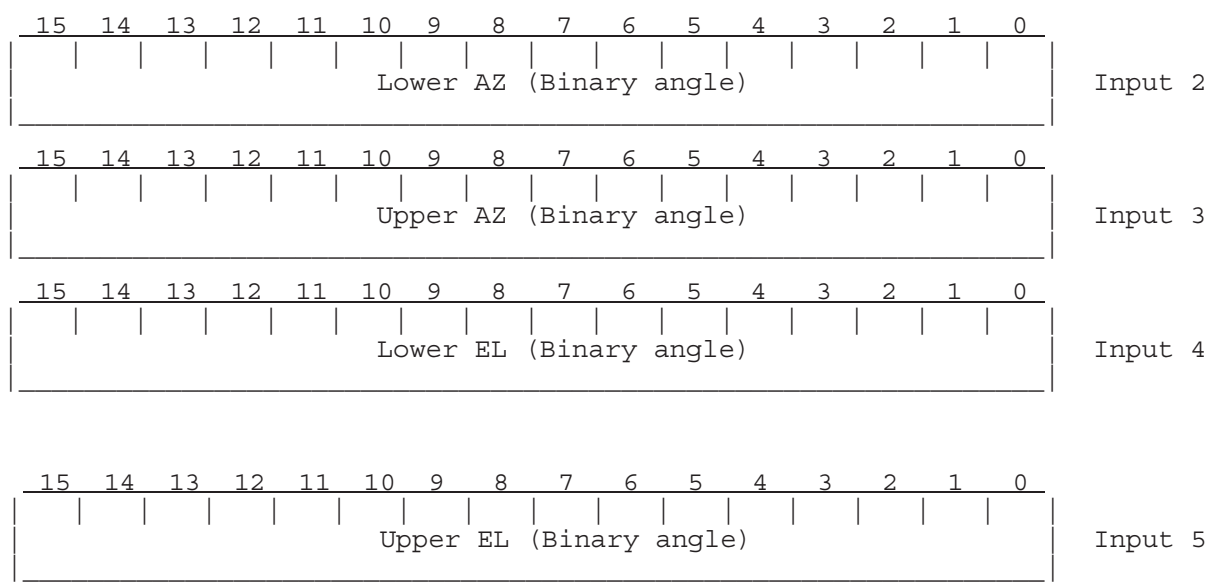 15 14 13 12 11 10 9 8 7 6 5 4 3 2 1 0
Lower AZ (Binary angle) Input 2
15 14 13 12 11 10 9 8 7 6 5 4 3 2 1 0
Upper AZ (Binary angle) Input 3
15 14 13 12 11 10 9 8 7 6 5 4 3 2 1 0
Lower EL (Binary angle) Input 4
15 14 13 12 11 10 9 8 7 6 5 4 3 2 1 0
Upper EL (Binary angle) Input 5